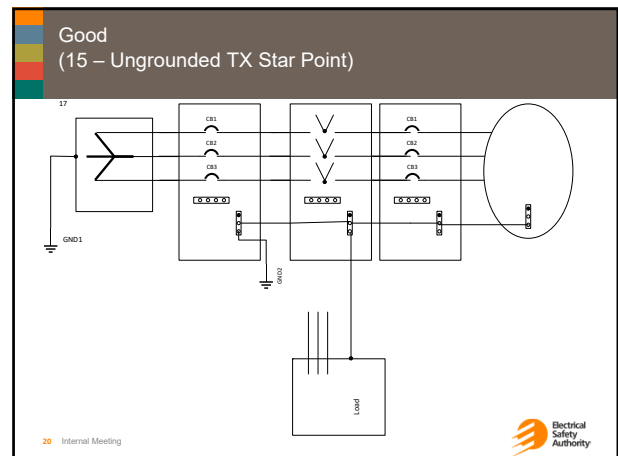 Good
(15 – Ungrounded TX Star Point)
17
CB1
CB2
CB3
CB1
CB2
CB3
GND1
GND2
Load
20 Internal Meeting
Electrical
Safety
Authority